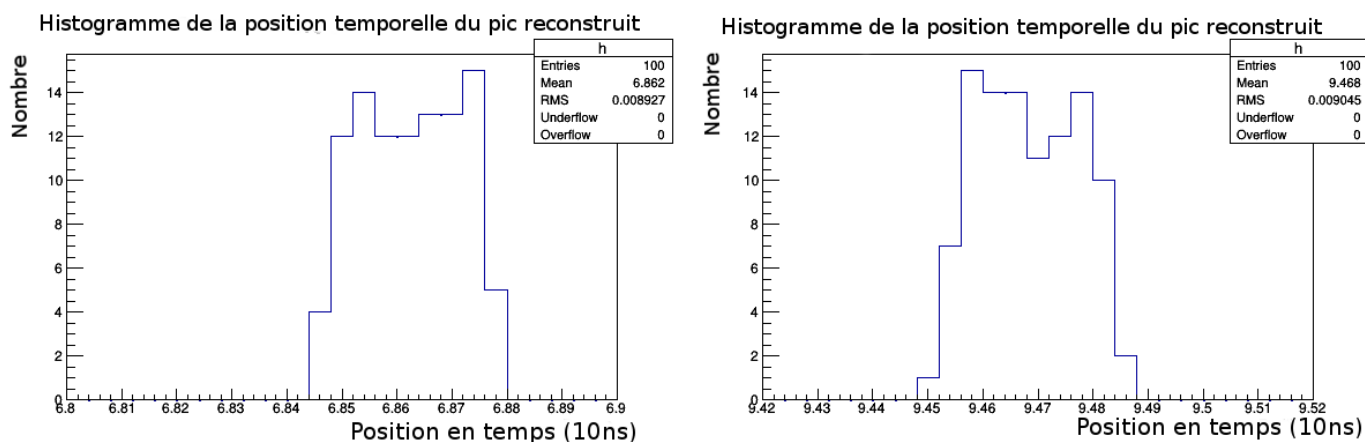 Histogramme de la position temporelle du pic reconstruit
h
Entries 100
Mean 6.862
RMS 0.008927
Underflow 0
Overflow 0
Nombre
14
12
10
8
6
4
2
0
6.8 6.81 6.82 6.83 6.84 6.85 6.86 6.87 6.88 6.89 6.9
Position en temps (10ns)
Histogramme de la position temporelle du pic reconstruit
h
Entries 100
Mean 9.468
RMS 0.009045
Underflow 0
Overflow 0
Nombre
14
12
10
8
6
4
2
0
9.42 9.43 9.44 9.45 9.46 9.47 9.48 9.49 9.5 9.51 9.52
Position en temps (10ns)